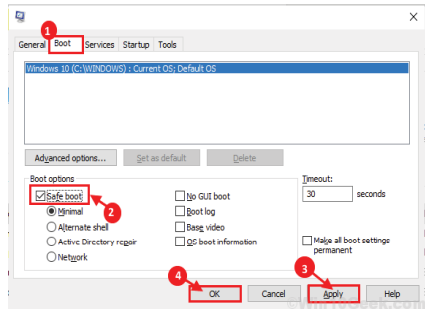 1
General Boot Services Startup Tools
Windows 10 (C:\WINDOWS) : Current OS; Default OS
Advanced options... Set as default Delete
Boot options
Timeout:
Safe boot No GUI boot 30 seconds
Minimal 2 Boot log
Alternate shell Base video
Active Directory repair OS boot information Make all boot settings
permanent
Network
4 3
OK Cancel Apply Help
©Win10Geek.com